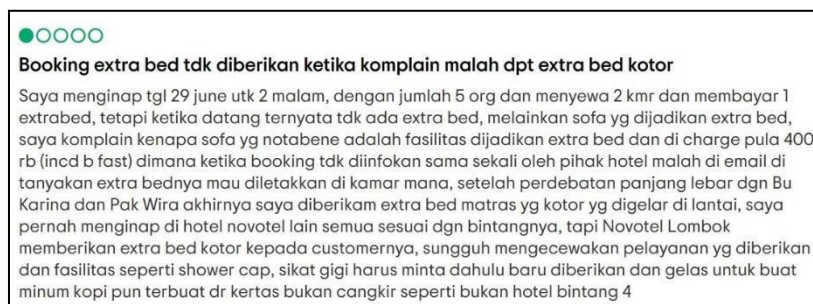 Booking extra bed tdk diberikan ketika komplain malah dpt extra bed kotor
Saya menginap tgl 29 june utk 2 malam, dengan jumlah 5 org dan menyewa 2 kmr dan membayar 1
extrabed, tetapi ketika datang ternyata tdk ada extra bed, melainkan sofa yg dijadikan extra bed,
saya komplain kenapa sofa yg notabene adalah fasilitas dijadikan extra bed dan di charge pula 400
rb (incd b fast) dimana ketika booking tdk diinfokan sama sekali oleh pihak hotel malah di email di
tanyakan extra bednya mau diletakkan di kamar mana, setelah perdebatan panjang lebar dgn Bu
Karina dan Pak Wira akhirnya saya diberikam extra bed matras yg kotor yg digelar di lantai, saya
pernah menginap di hotel novotel lain semua sesuai dgn bintangnya, tapi Novotel Lombok
memberikan extra bed kotor kepada customernya, sungguh mengecewakan pelayanan yg diberikan
dan fasilitas seperti shower cap, sikat gigi harus minta dahulu baru diberikan dan gelas untuk buat
minum kopi pun terbuat dr kertas bukan cangkir seperti bukan hotel bintang 4